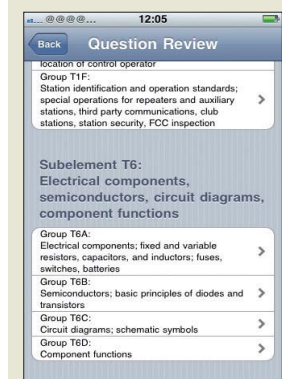 12:05
Back
Question Review
location of control operator
Group T1F:
Station identification and operation standards;
special operations for repeaters and auxiliary
stations, third party communications, club
stations, station security, FCC inspection
Subelement T6:
Electrical components,
semiconductors, circuit diagrams,
component functions
Group T6A:
Electrical components; fixed and variable
resistors, capacitors, and inductors; fuses,
switches, batteries
Group T6B:
Semiconductors; basic principles of diodes and
transistors
Group T6C:
Circuit diagrams; schematic symbols
Group T6D:
Component functions